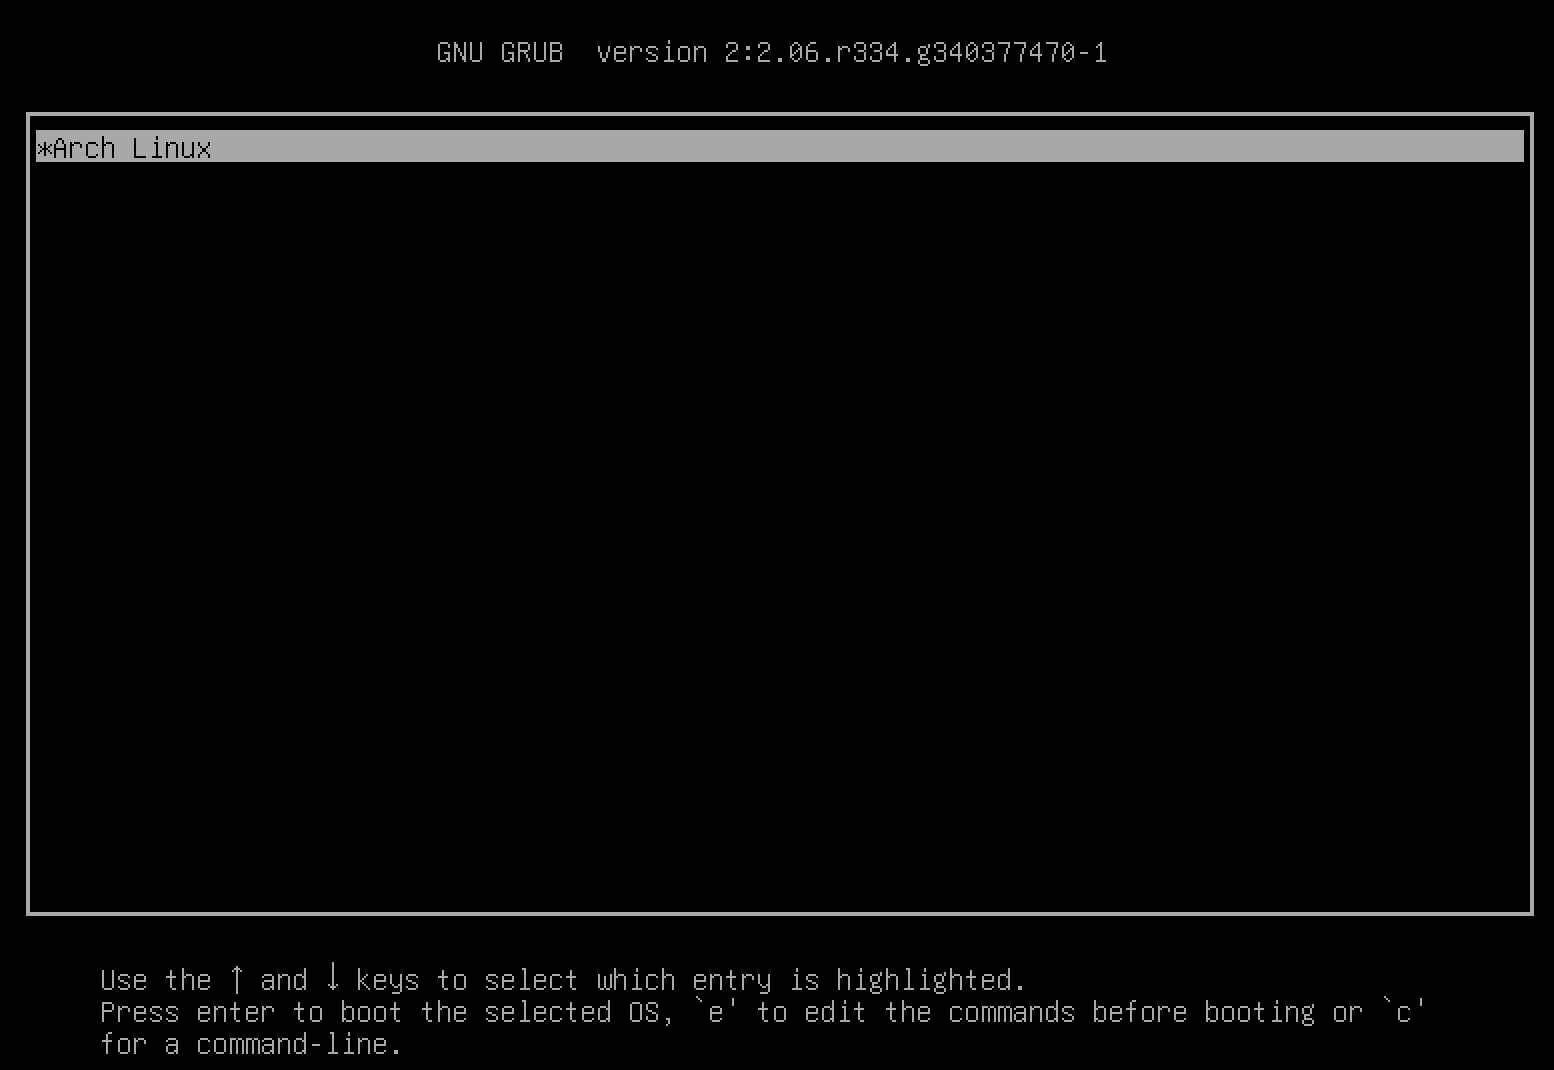 GNU GRUB  version 2:2.06.r334.g340377470-1
*Arch Linux
Use the ↑ and ↓ keys to select which entry is highlighted.
Press enter to boot the selected OS, `e' to edit the commands before booting or `c'
for a command-line.